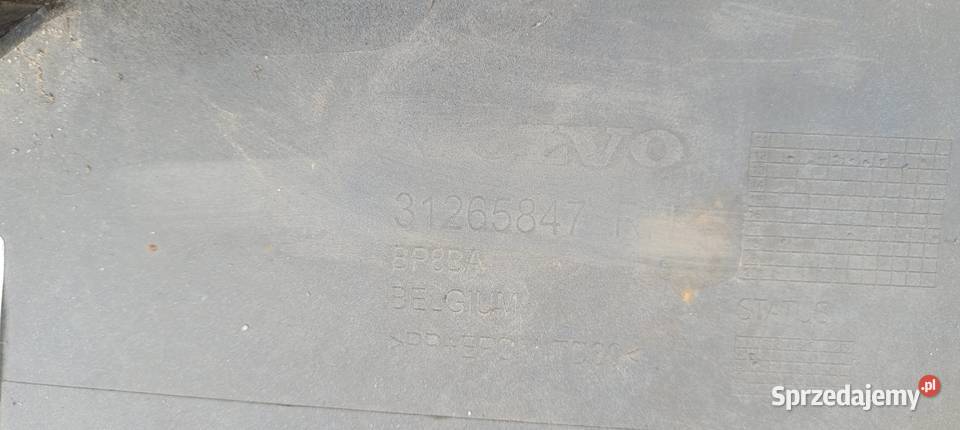 VOLVO
31265847
BP8BA
BELGIUM
STATUS
Sprzedajemy.pl